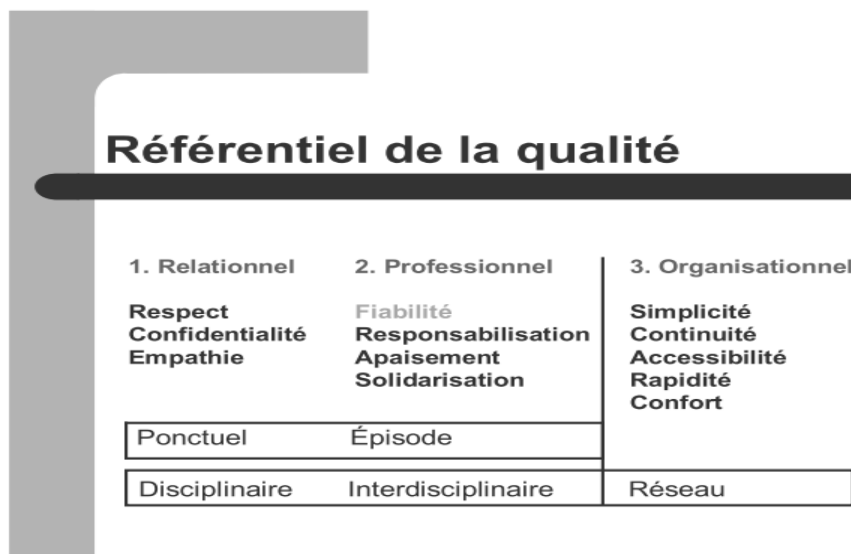 Référentiel de la qualité
1. Relationnel 2. Professionnel 3. Organisationnel
Respect Fiabilité Simplicité
Confidentialité Responsabilisation Continuité
Empathie Apaisement Accessibilité
Solidarisation Rapidité
Confort
Ponctuel Épisode
Disciplinaire Interdisciplinaire Réseau